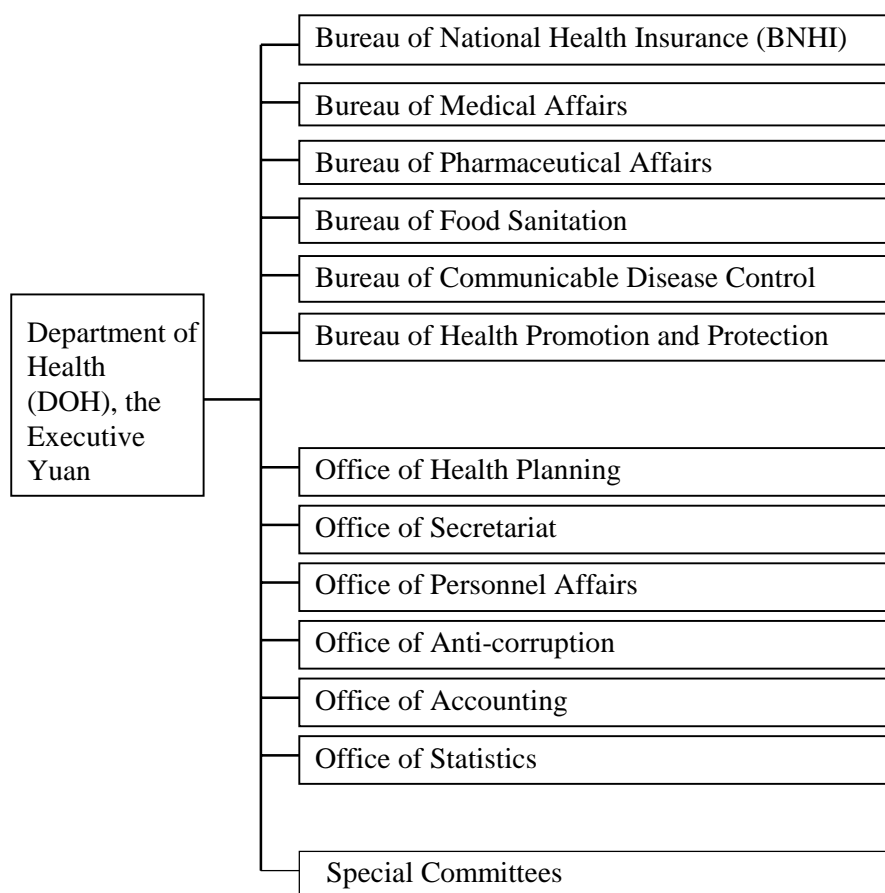 Bureau of National Health Insurance (BNHI)
Bureau of Medical Affairs
Bureau of Pharmaceutical Affairs
Bureau of Food Sanitation
Bureau of Communicable Disease Control
Bureau of Health Promotion and Protection
Department of
Health
(DOH), the
Executive
Yuan
Office of Health Planning
Office of Secretariat
Office of Personnel Affairs
Office of Anti-corruption
Office of Accounting
Office of Statistics
Special Committees